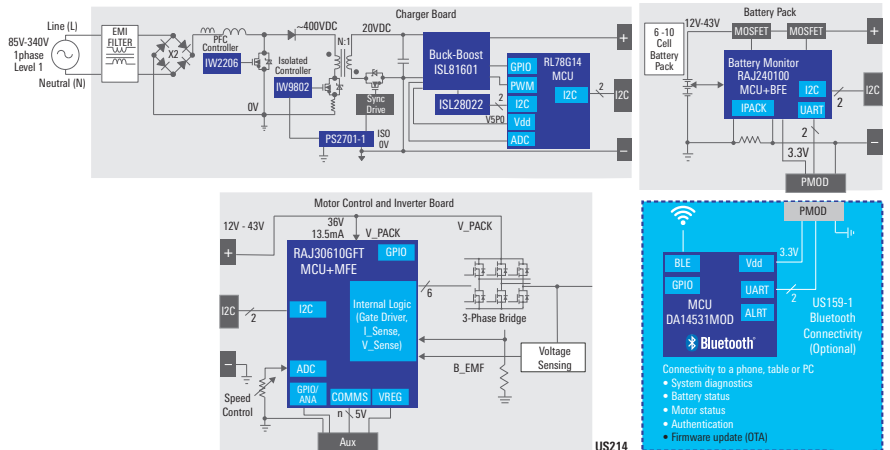 Charger Board
Line (L)
85V-340V
1phase
Level 1
Neutral (N)
EMI
FILTER
X2
PFC
Controller
IW2206
Isolated
Controller
IW9802
0V
~400VDC
N:1
20VDC
Sync
Drive
PS2701-1
ISO
0V
Buck-Boost
ISL81601
ISL28022
2
V5P0
RL78G14
MCU
GPIO
PWM
I2C
Vdd
ADC
I2C
2
I2C
+
−
Battery Pack
6 -10
Cell
Battery
Pack
12V-43V
MOSFET
MOSFET
+
Battery Monitor
RAJ240100
MCU+BFE
I2C
IPACK
UART
2
I2C
2
3.3V
−
PMOD
Motor Control and Inverter Board
12V - 43V
36V
13.5mA
V_PACK
V_PACK
+
RAJ30610GFT
MCU+MFE
GPIO
I2C
2
I2C
Internal Logic
(Gate Driver,
I_Sense,
V_Sense)
6
3-Phase Bridge
B_EMF
Voltage
Sensing
−
Speed
Control
ADC
GPIO/
ANA
COMMS
VREG
n
5V
Aux
US214
PMOD
3.3V
BLE
GPIO
Vdd
UART
2
ALRT
MCU
DA14531MOD
Bluetooth®
US159-1
Bluetooth
Connectivity
(Optional)
Connectivity to a phone, table or PC
• System diagnostics
• Battery status
• Motor status
• Authentication
• Firmware update (OTA)